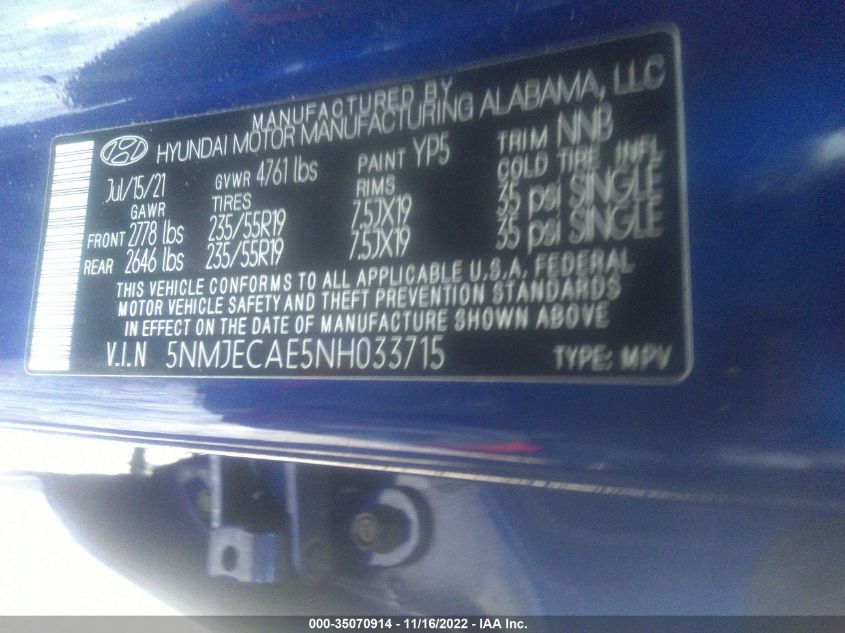 MANUFACTURED BY
HYUNDAI MOTOR MANUFACTURING ALABAMA, LLC
Jul/15/21 GVWR 4761 lbs PAINT YP5 TRIM NNB
GAWR TIRES RIMS COLD TIRE INFL
FRONT 2778 lbs 235/55R19 7.5JX19 35 psi SINGLE
REAR 2646 lbs 235/55R19 7.5JX19 35 psi SINGLE
THIS VEHICLE CONFORMS TO ALL APPLICABLE U.S.A. FEDERAL
MOTOR VEHICLE SAFETY AND THEFT PREVENTION STANDARDS
IN EFFECT ON THE DATE OF MANUFACTURE SHOWN ABOVE
V.I.N 5NMJECAE5NH033715 TYPE: MPV
000-35070914 - 11/16/2022 - IAA Inc.